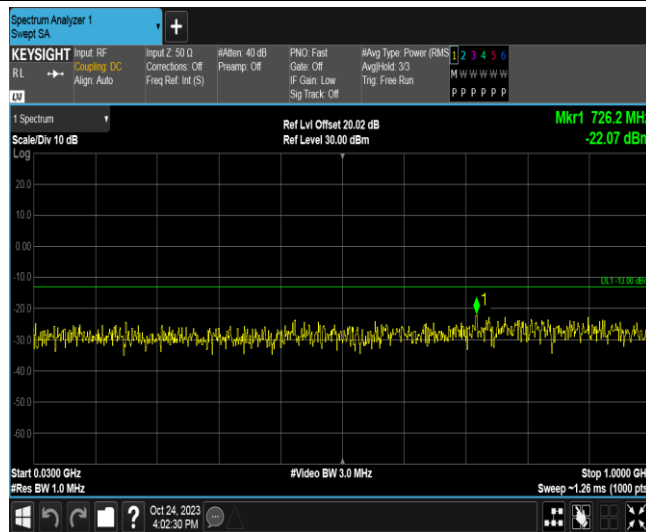 Spectrum Analyzer 1
Swept SA
+
KEYSIGHT
RL
LXI
Input: RF
Coupling: DC
Align: Auto
Input Z: 50 Ω
Corrections: Off
Freq Ref: Int (S)
#Atten: 40 dB
Preamp: Off
PNO: Fast
Gate: Off
IF Gain: Low
Sig Track: Off
#Avg Type: Power (RMS
Avg|Hold: 3/3
Trig: Free Run
1 2 3 4 5 6
M W W W W W
P P P P P P
1 Spectrum
Scale/Div 10 dB
Log
Ref Lvl Offset 20.02 dB
Ref Level 30.00 dBm
Mkr1 726.2 MHz
-22.07 dBm
20.0
10.0
0.00
-10.0
DL1 -13.00 dBm
1
-20.0
-30.0
-40.0
-50.0
-60.0
Start 0.0300 GHz
#Res BW 1.0 MHz
#Video BW 3.0 MHz
Stop 1.0000 GH
Sweep ~1.26 ms (1000 pts
?
Oct 24, 2023
4:02:30 PM